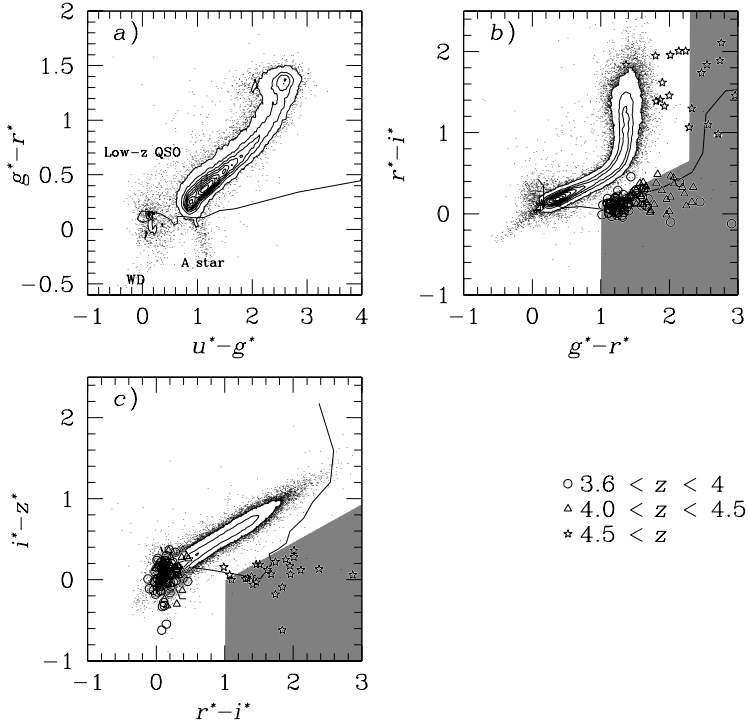 a)
2
1.5
1
0.5
0
−0.5
g*−r*
Low−z QSO
A star
WD
−1 0 1 2 3 4
u*−g*
b)
2
1
0
−1
r*−i*
−1 0 1 2 3
g*−r*
c)
2
1
0
−1
i*−z*
−1 0 1 2 3
r*−i*
3.6 < z < 4
4.0 < z < 4.5
4.5 < z